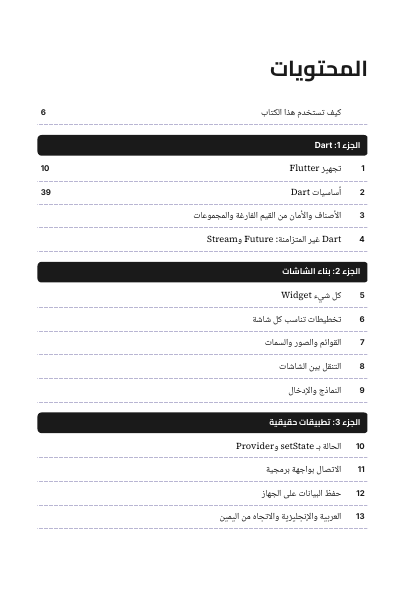 المحتويات
كيف تستخدم هذا الكتاب 6
الجزء 1: Dart
1 تجهيز Flutter 10
2 أساسيات Dart 39
3 الأصناف والأمان من القيم الفارغة والمجموعات
4 Dart غير المتزامنة: Future وStream
الجزء 2: بناء الشاشات
5 كل شيء Widget
6 تخطيطات تناسب كل شاشة
7 القوائم والصور والسمات
8 التنقل بين الشاشات
9 النماذج والإدخال
الجزء 3: تطبيقات حقيقية
10 الحالة بـ setState وProvider
11 الاتصال بواجهة برمجية
12 حفظ البيانات على الجهاز
13 العربية والإنجليزية والاتجاه من اليمين